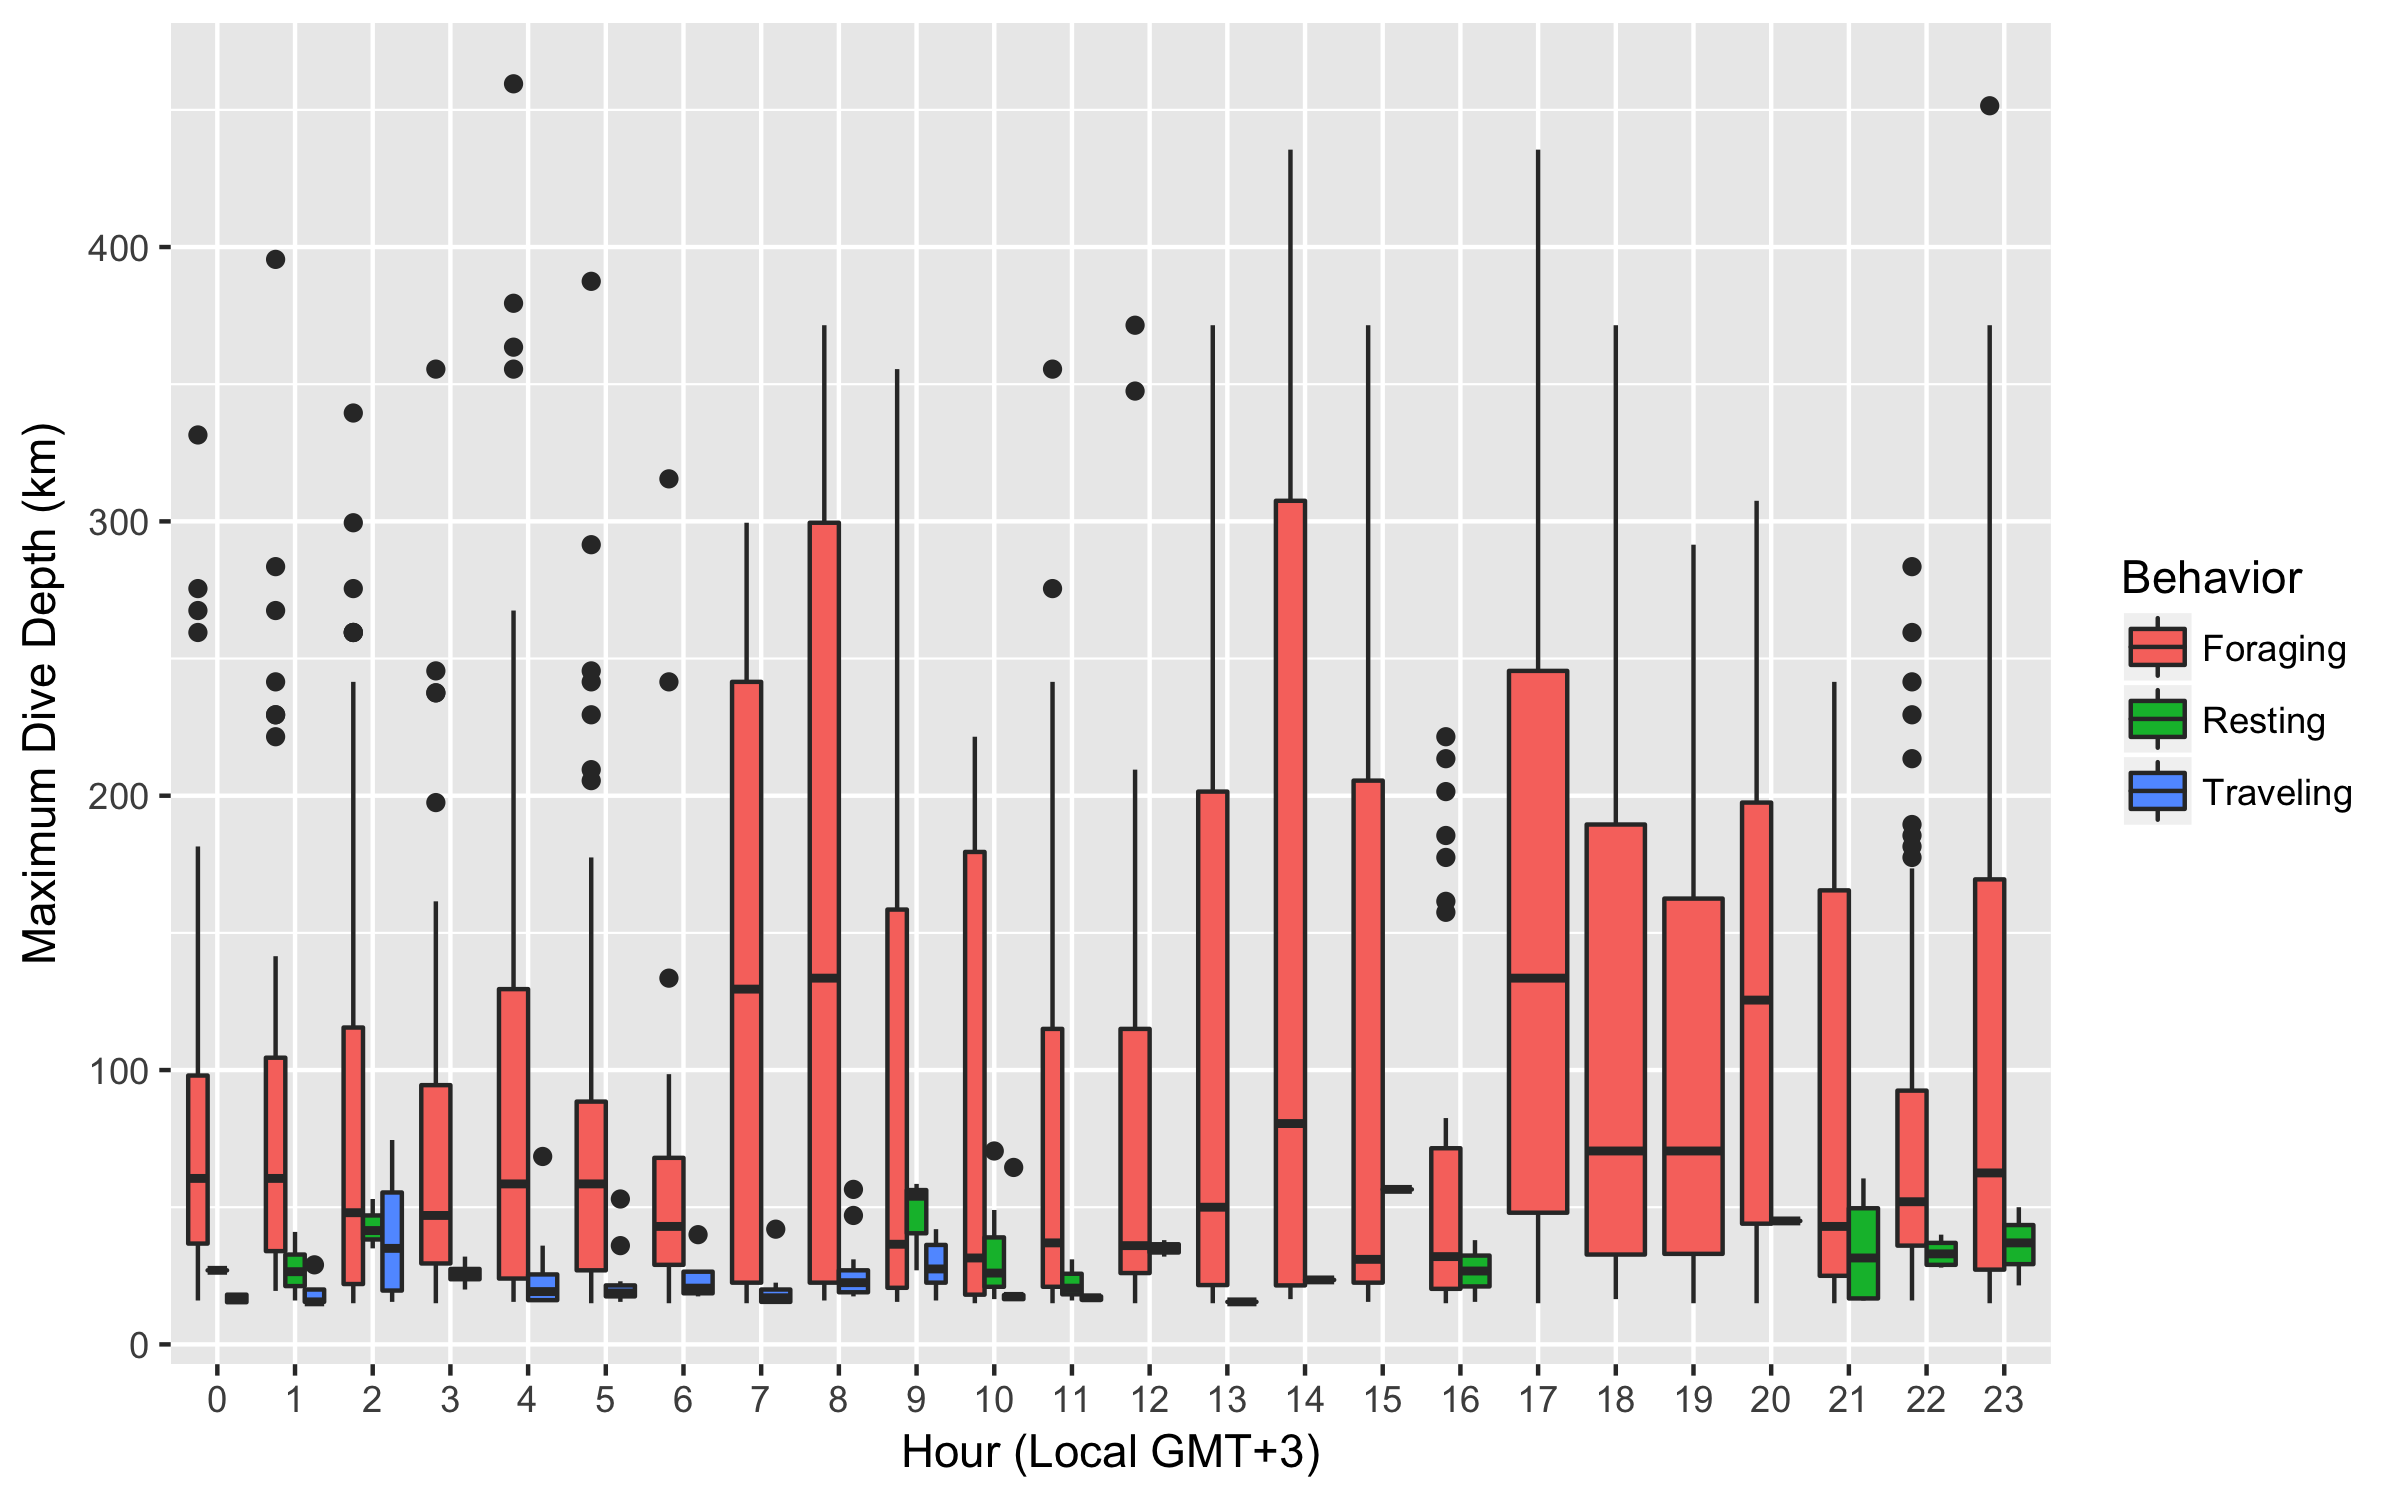 Maximum Dive Depth (km)
400
300
200
100
0
0 1 2 3 4 5 6 7 8 9 10 11 12 13 14 15 16 17 18 19 20 21 22 23
Hour (Local GMT+3)
Behavior
Foraging
Resting
Traveling